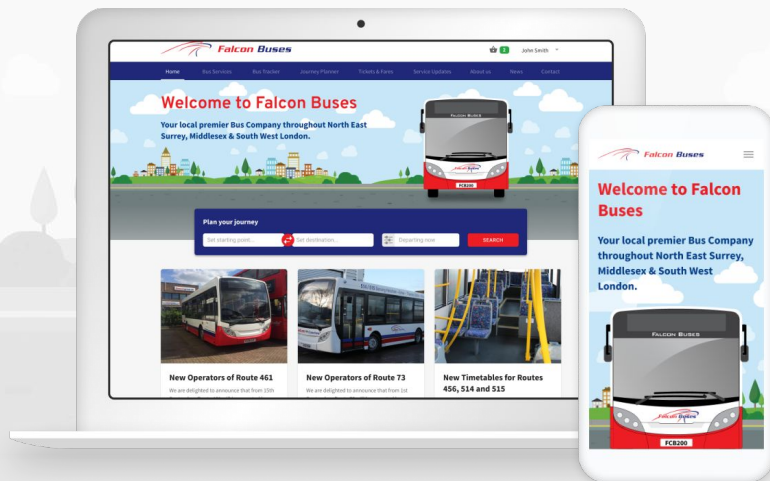 Falcon Buses
3
John Smith
Home Bus Services Bus Tracker Journey Planner Tickets & Fares Service Updates About us News Contact
Welcome to Falcon Buses
Your local premier Bus Company throughout North East
Surrey, Middlesex & South West London.
FALCON BUSES
Falcon Buses
FCB200
Plan your journey
Set starting point...
Set destination...
Departing now
SEARCH
New Operators of Route 461
We are delighted to announce that from 15th
New Operators of Route 73
We are delighted to announce that from 1st
New Timetables for Routes
456, 514 and 515
Falcon Buses
Welcome to Falcon
Buses
Your local premier Bus Company
throughout North East Surrey,
Middlesex & South West
London.
FALCON BUSES
Falcon Buses
FCB200